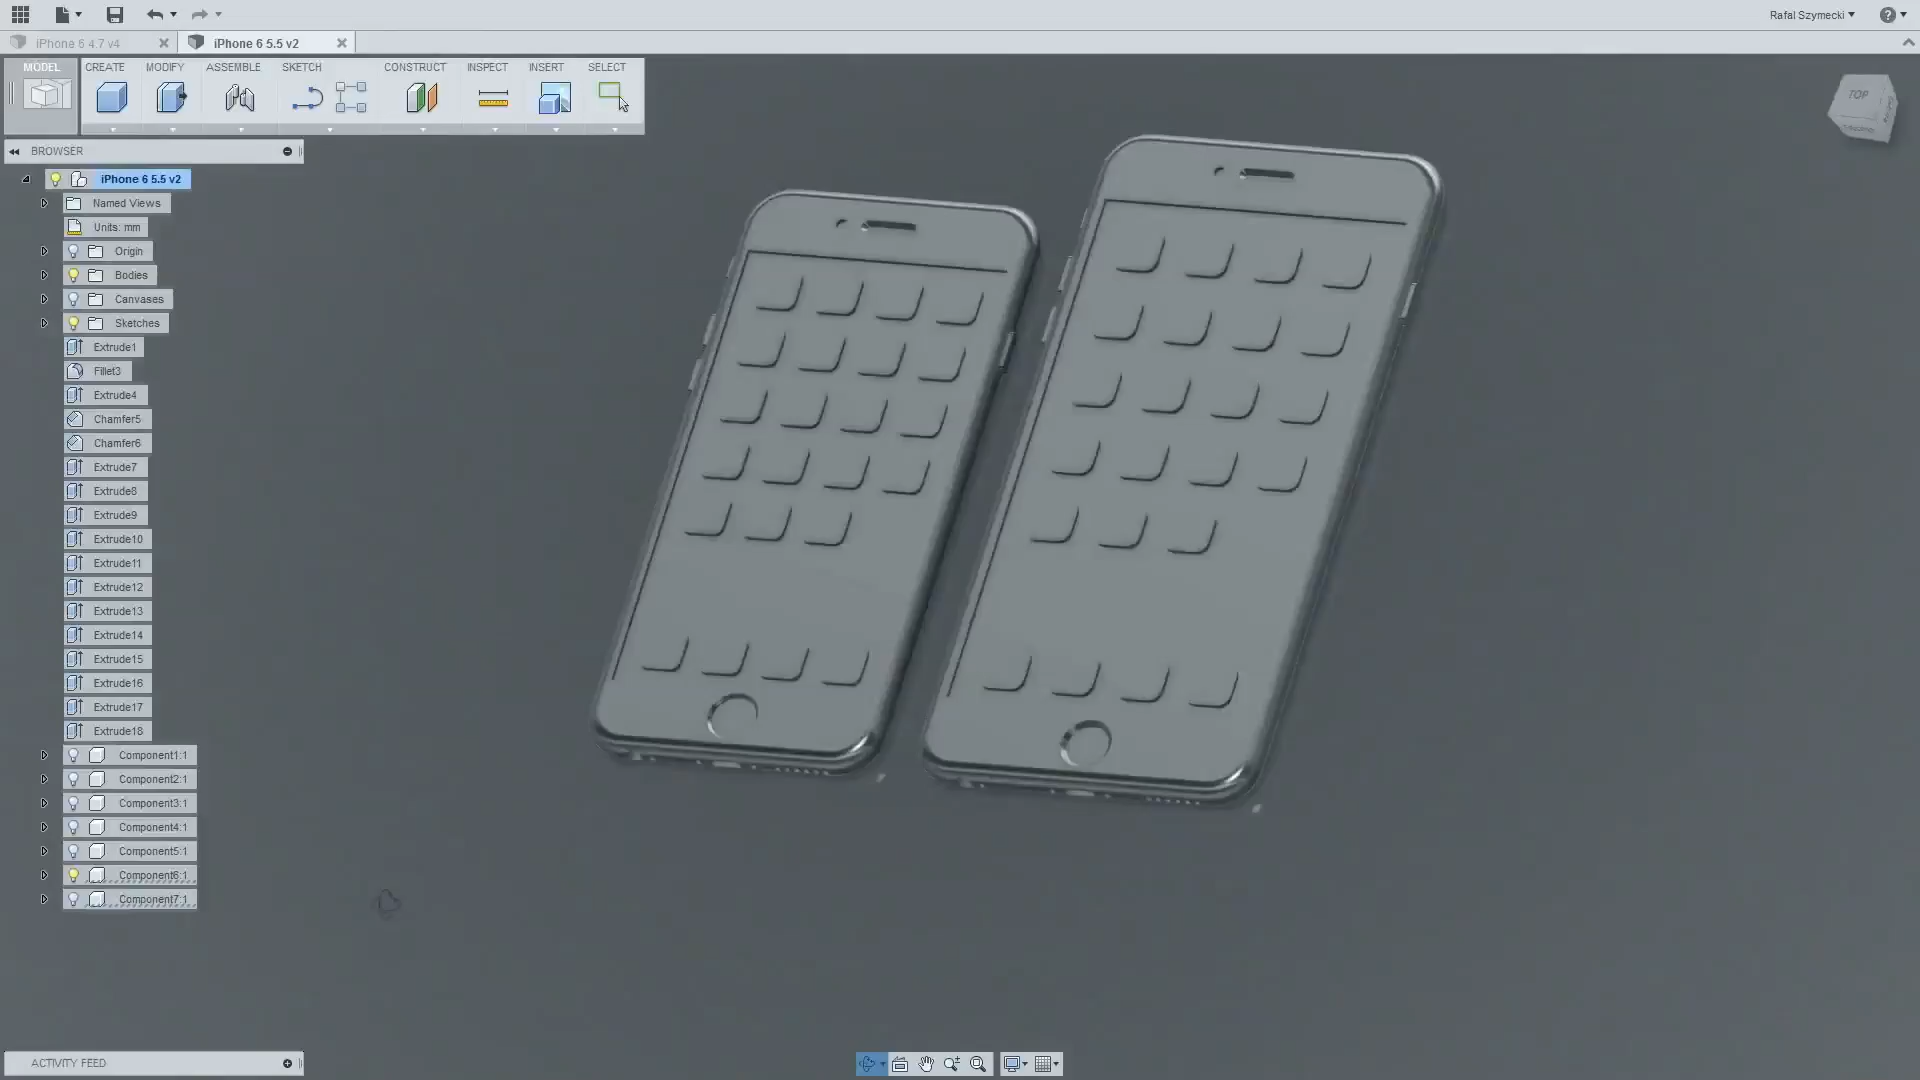 Rafal Szymecki
iPhone 6 4.7 v4
iPhone 6 5.5 v2
MODEL
CREATE
MODIFY
ASSEMBLE
SKETCH
CONSTRUCT
INSPECT
INSERT
SELECT
TOP
BROWSER
iPhone 6 5.5 v2
Named Views
Units: mm
Origin
Bodies
Canvases
Sketches
Extrude1
Fillet3
Extrude4
Chamfer5
Chamfer6
Extrude7
Extrude8
Extrude9
Extrude10
Extrude11
Extrude12
Extrude13
Extrude14
Extrude15
Extrude16
Extrude17
Extrude18
Component1:1
Component2:1
Component3:1
Component4:1
Component5:1
Component6:1
Component7:1
ACTIVITY FEED